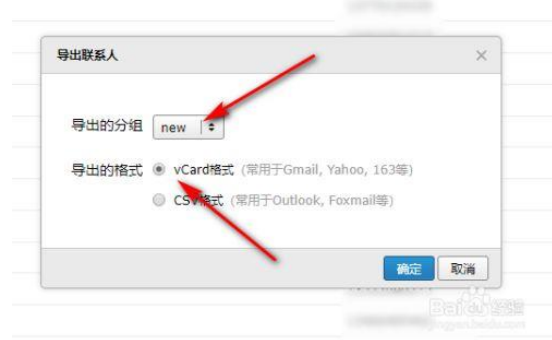 导出联系人
导出的分组 new
导出的格式 vCard格式 (常用于Gmail, Yahoo, 163等)
CSV格式 (常用于Outlook, Foxmail等)
确定 取消
Baidu 经验
jingyan.baidu.com